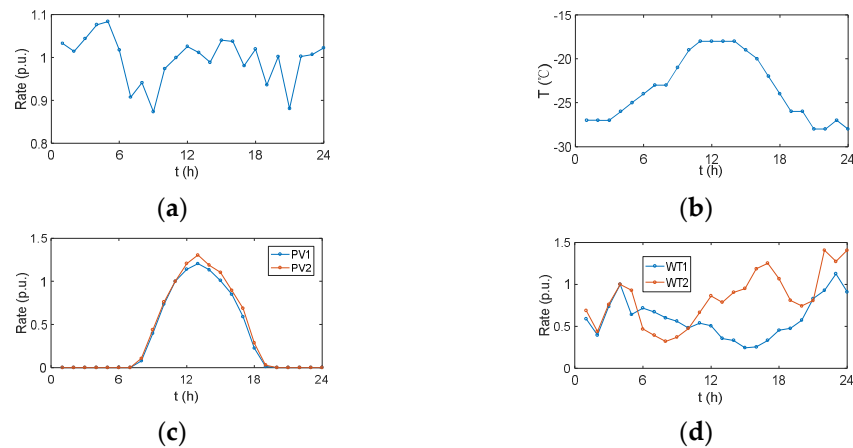 1.1
1
0.9
0.8
Rate (p.u.)
0 6 12 18 24
t (h)
(a)
-15
-20
-25
-30
T (℃)
0 6 12 18 24
t (h)
(b)
1.5
1
0.5
0
Rate (p.u.)
PV1
PV2
0 6 12 18 24
t (h)
(c)
1.5
1
0.5
0
Rate (p.u.)
WT1
WT2
0 6 12 18 24
t (h)
(d)